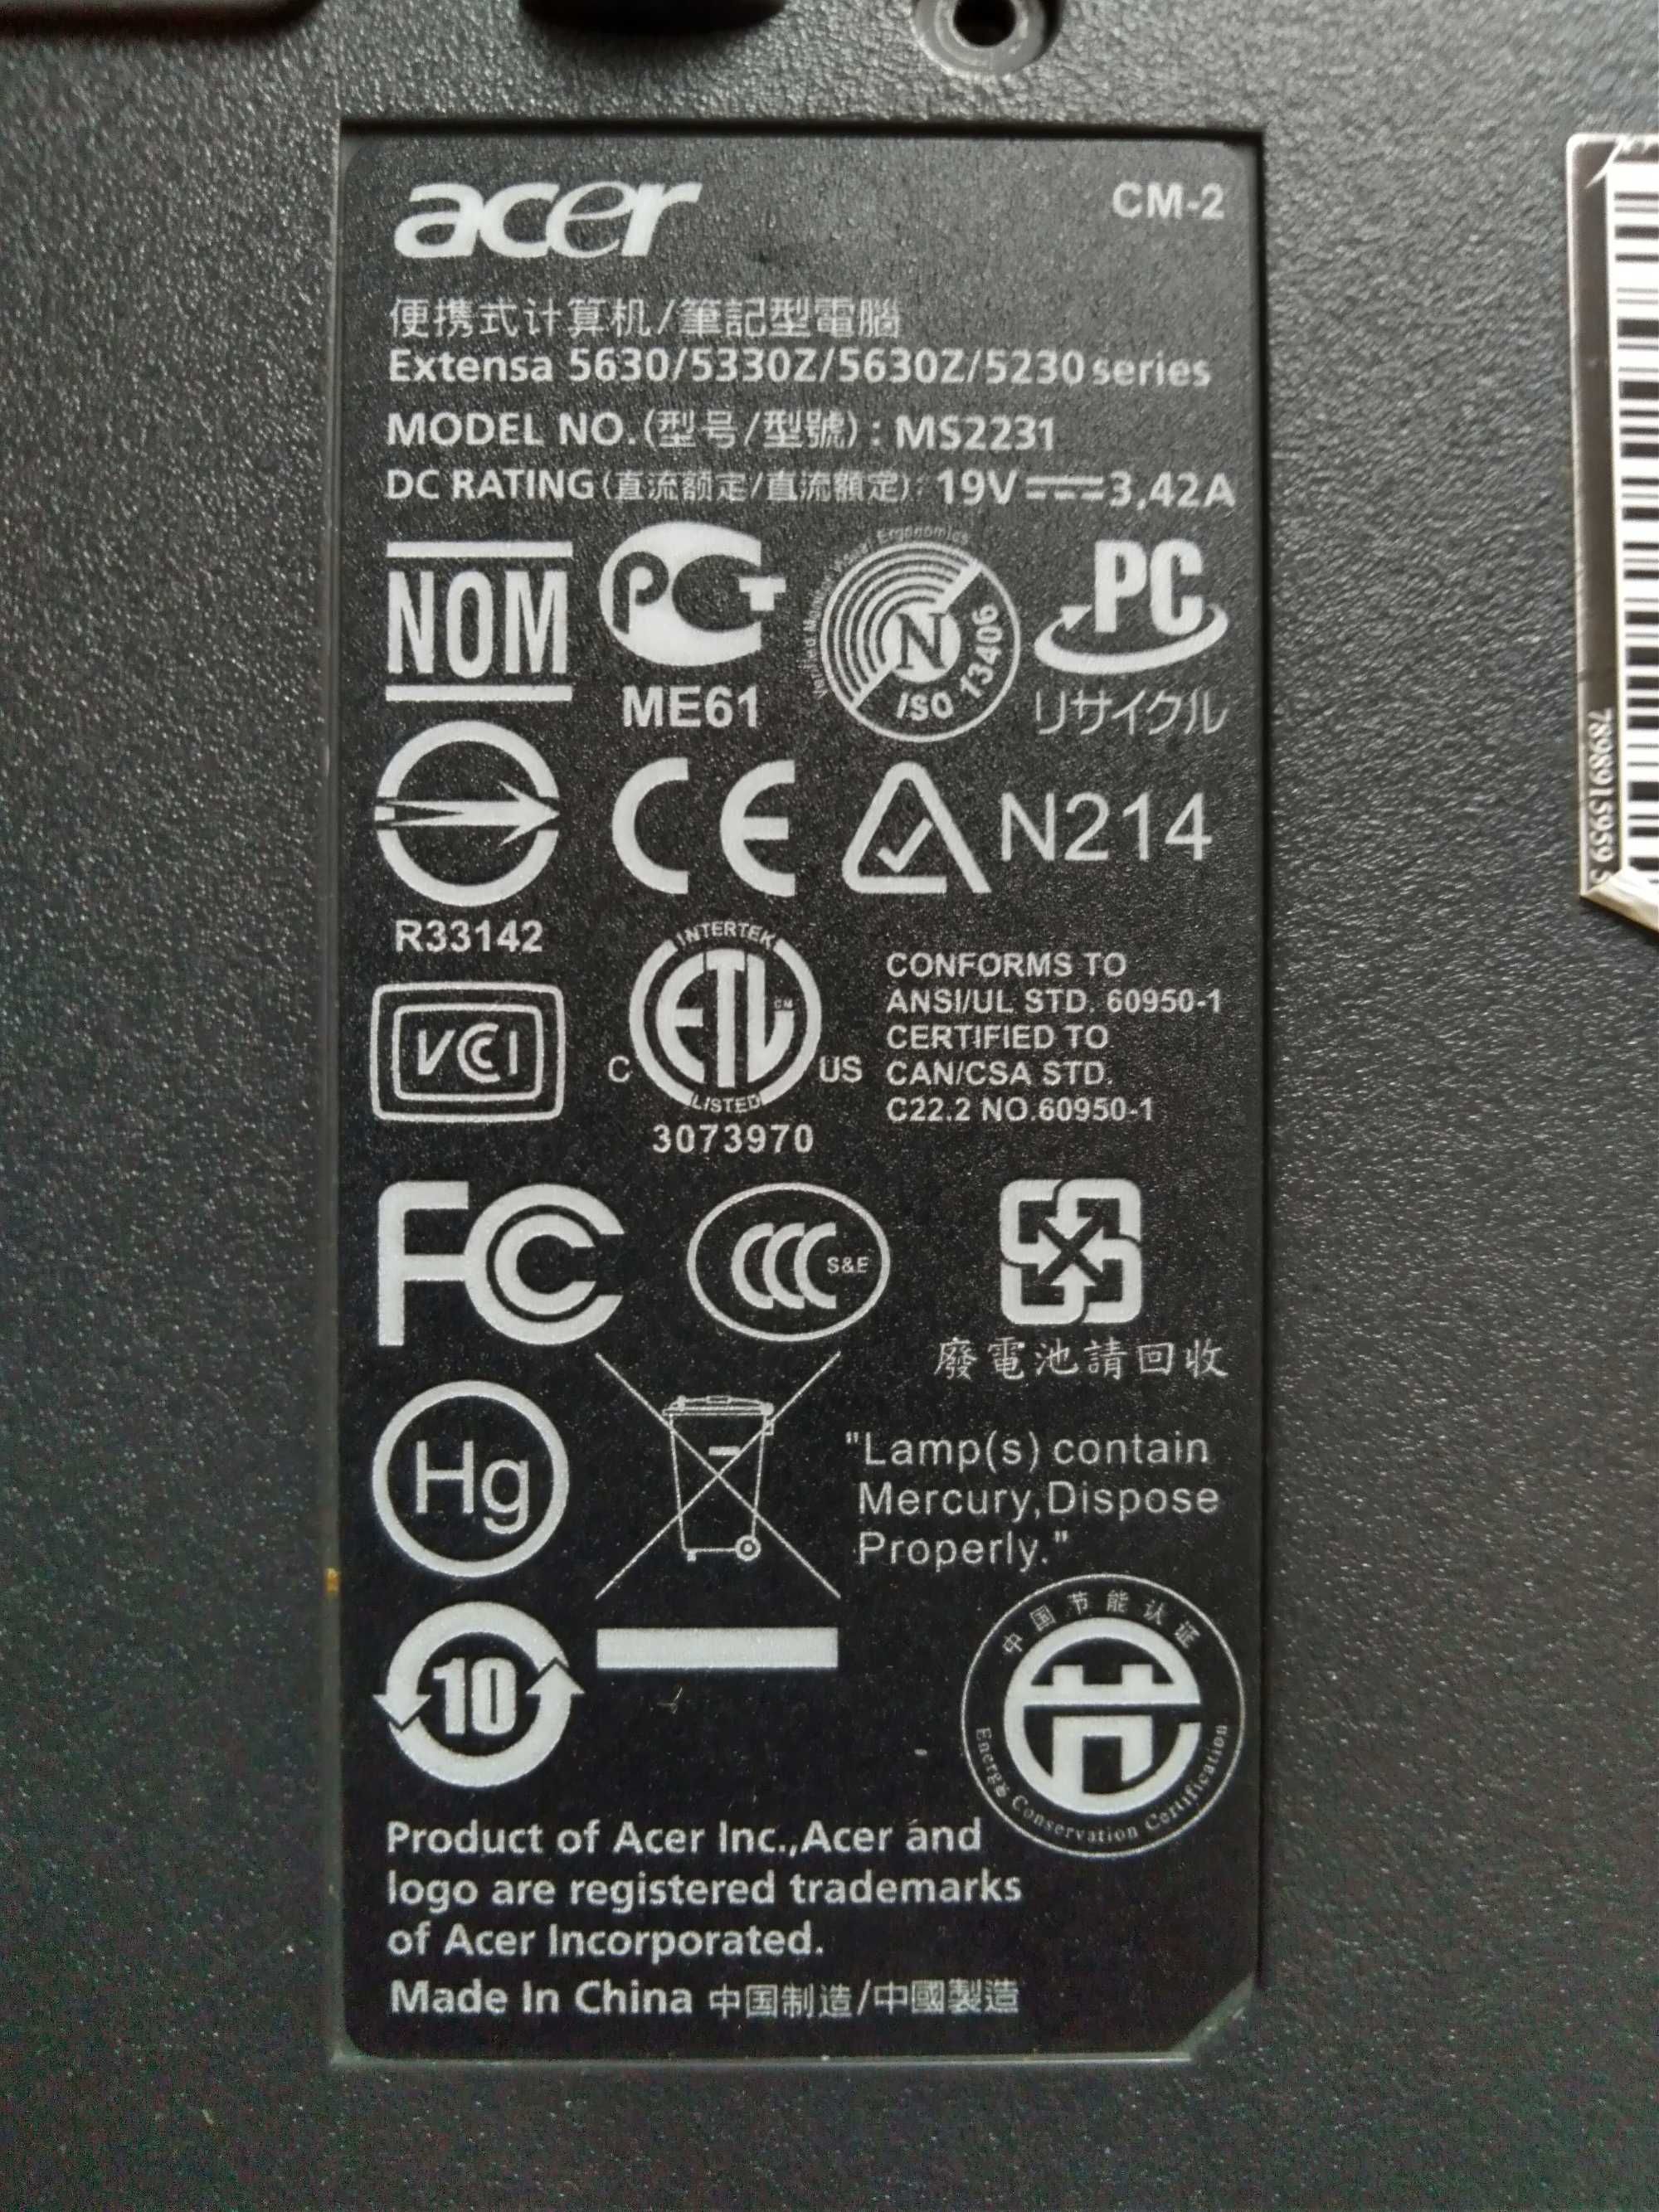 acer
CM-2
便携式计算机/筆記型電腦
Extensa 5630/5330Z/5630Z/5230 series
MODEL NO.(型号/型號) : MS2231
DC RATING(直流额定/直流額定): 19V 3,42A
NOM
PCT
ME61
Ergonomics
N
ISO 13406
PC
リサイクル
R33142
CE
N214
VCCI
INTERTEK
ETL
CM
C
US
LISTED
3073970
CONFORMS TO
ANSI/UL STD. 60950-1
CERTIFIED TO
CAN/CSA STD.
C22.2 NO.60950-1
FCC
CCC S&E
廢電池請回收
Hg
"Lamp(s) contain
Mercury,Dispose
Properly."
10
中国节能认证
Energy Conservation Certification
Product of Acer Inc.,Acer and
logo are registered trademarks
of Acer Incorporated.
Made In China 中国制造/中國製造